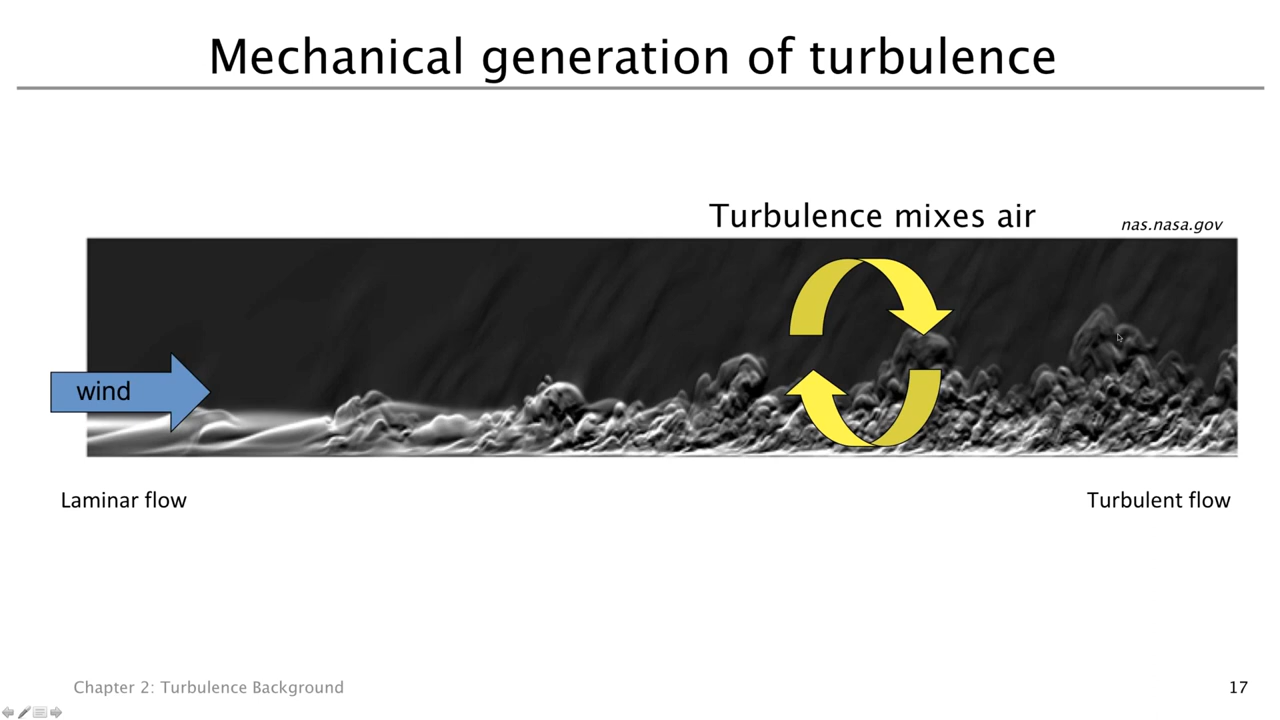 Mechanical generation of turbulence
Turbulence mixes air
nas.nasa.gov
wind
Laminar flow
Turbulent flow
Chapter 2: Turbulence Background
17